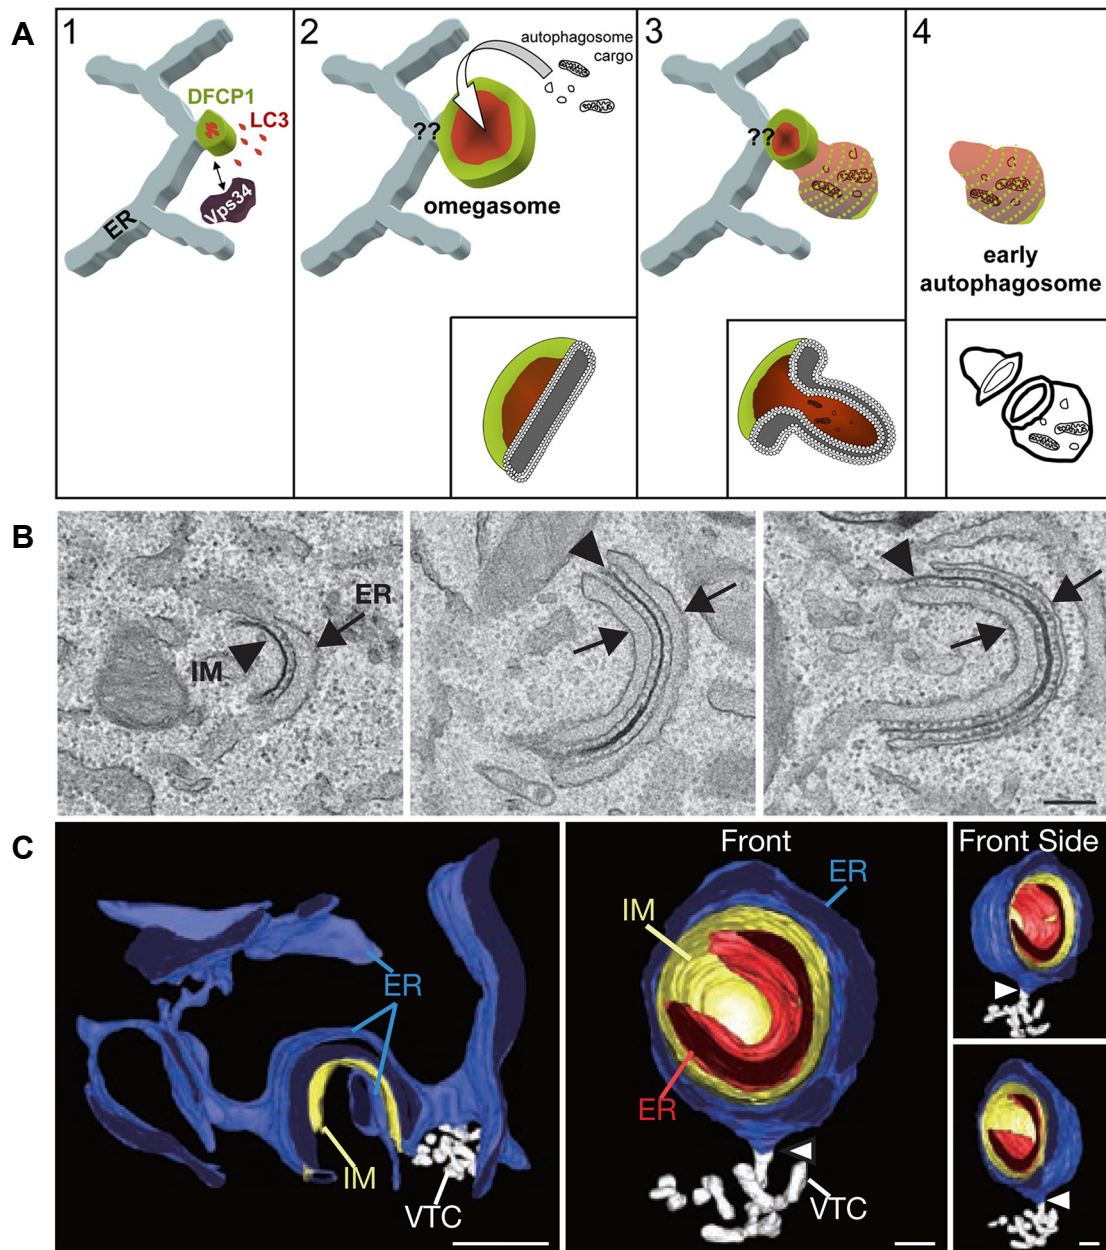 A
1
DFCP1
LC3
Vps34
ER
2
autophagosome
cargo
??
omegasome
3
??
4
early
autophagosome
B
ER
IM
C
ER
IM
VTC
Front
ER
IM
ER
VTC
Front Side